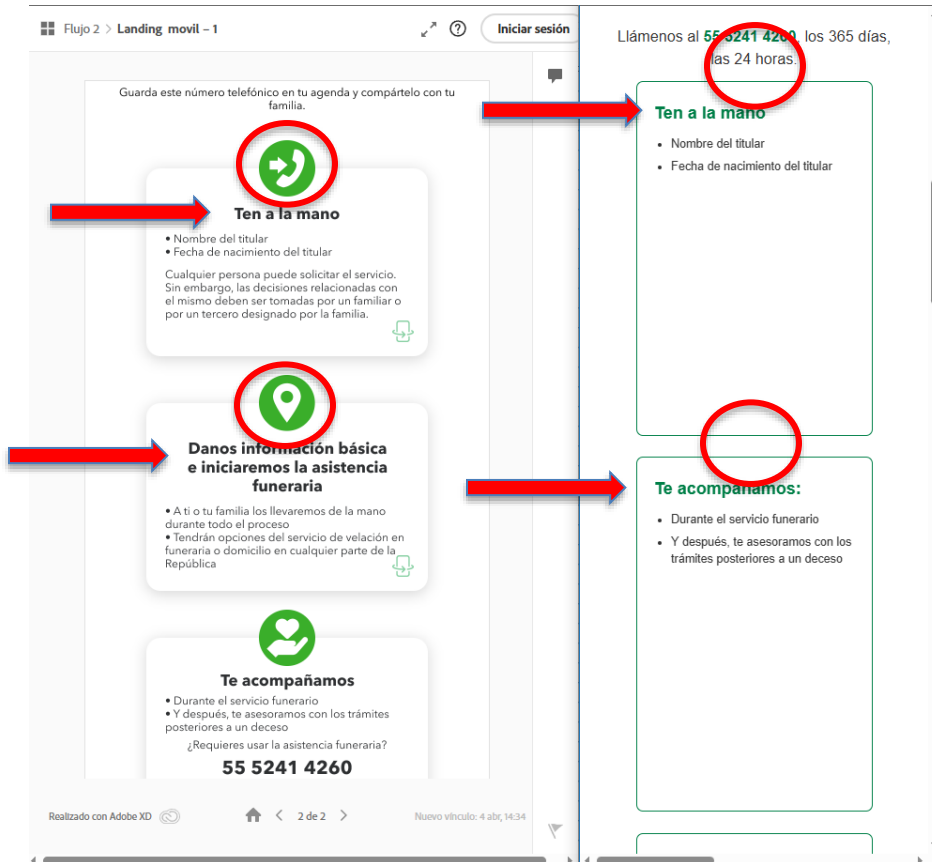 Flujo 2 > Landing movil – 1
Iniciar sesión
Guarda este número telefónico en tu agenda y compártelo con tu
familia.
Ten a la mano
• Nombre del titular
• Fecha de nacimiento del titular
Cualquier persona puede solicitar el servicio.
Sin embargo, las decisiones relacionadas con
el mismo deben ser tomadas por un familiar o
por un tercero designado por la familia.
Danos información básica
e iniciaremos la asistencia
funeraria
• A ti o tu familia los llevaremos de la mano
durante todo el proceso
• Tendrán opciones del servicio de velación en
funeraria o domicilio en cualquier parte de la
República
Te acompañamos
• Durante el servicio funerario
• Y después, te asesoramos con los trámites
posteriores a un deceso
¿Requieres usar la asistencia funeraria?
55 5241 4260
Realizado con Adobe XD
2 de 2
Nuevo vínculo: 4 abr, 14:34
Llámenos al 55 5241 4260, los 365 días,
las 24 horas.
Ten a la mano
• Nombre del titular
• Fecha de nacimiento del titular
Te acompañamos:
• Durante el servicio funerario
• Y después, te asesoramos con los
trámites posteriores a un deceso